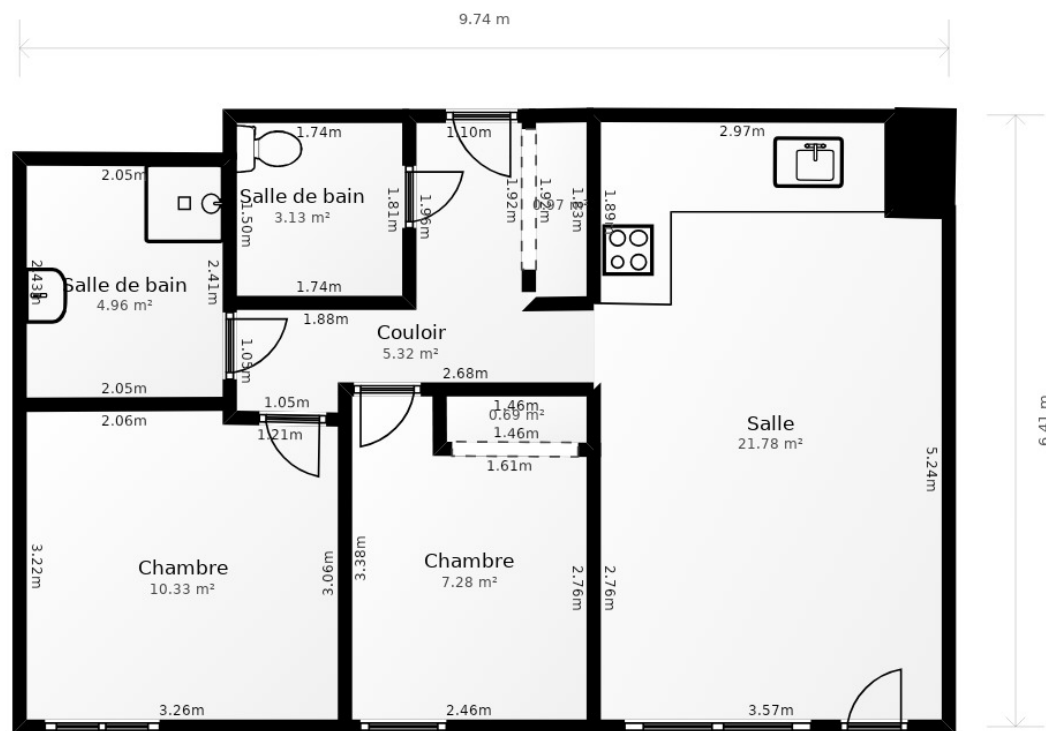 9.74 m
1.74m
1.10m
2.97m
2.05m
Salle de bain
3.13 m²
1.50m
1.81m
1.96m
1.92m
1.92m
0.97 m²
1.83m
1.89m
2.43m
Salle de bain
4.96 m²
2.41m
1.74m
1.88m
Couloir
5.32 m²
1.05m
2.68m
2.05m
1.05m
2.06m
1.21m
1.46m
0.69 m²
1.46m
1.61m
Salle
21.78 m²
5.24m
6.41 m
3.22m
Chambre
10.33 m²
3.06m
3.38m
Chambre
7.28 m²
2.76m
2.76m
3.26m
2.46m
3.57m